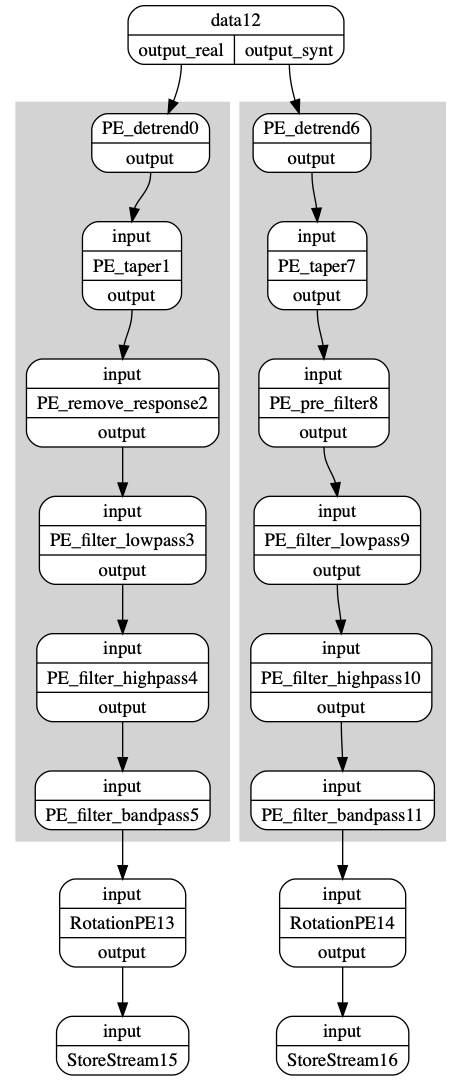 data12
output_real output_synt
PE_detrend0
output
input
PE_taper1
output
input
PE_remove_response2
output
input
PE_filter_lowpass3
output
input
PE_filter_highpass4
output
input
PE_filter_bandpass5
input
RotationPE13
output
input
StoreStream15
PE_detrend6
output
input
PE_taper7
output
input
PE_pre_filter8
output
input
PE_filter_lowpass9
output
input
PE_filter_highpass10
output
input
PE_filter_bandpass11
input
RotationPE14
output
input
StoreStream16